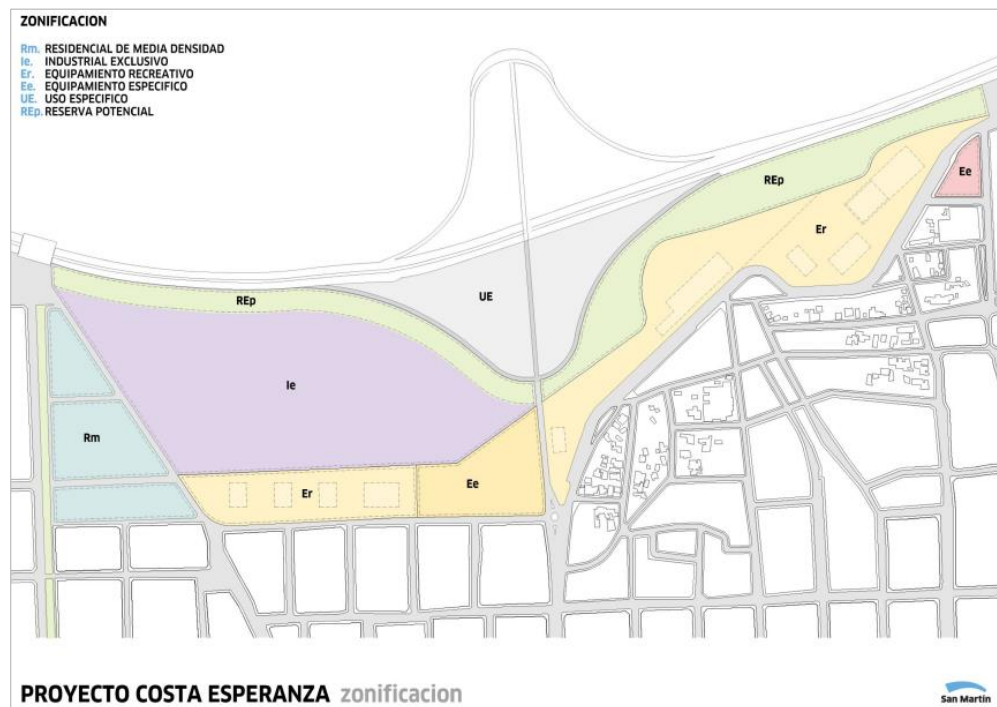 ZONIFICACION
Rm. RESIDENCIAL DE MEDIA DENSIDAD
Ie. INDUSTRIAL EXCLUSIVO
Er. EQUIPAMIENTO RECREATIVO
Ee. EQUIPAMIENTO ESPECIFICO
UE. USO ESPECIFICO
REp. RESERVA POTENCIAL
Ee
REp
Er
REp
UE
Ie
Rm
Er
Ee
PROYECTO COSTA ESPERANZA zonificacion
San Martín